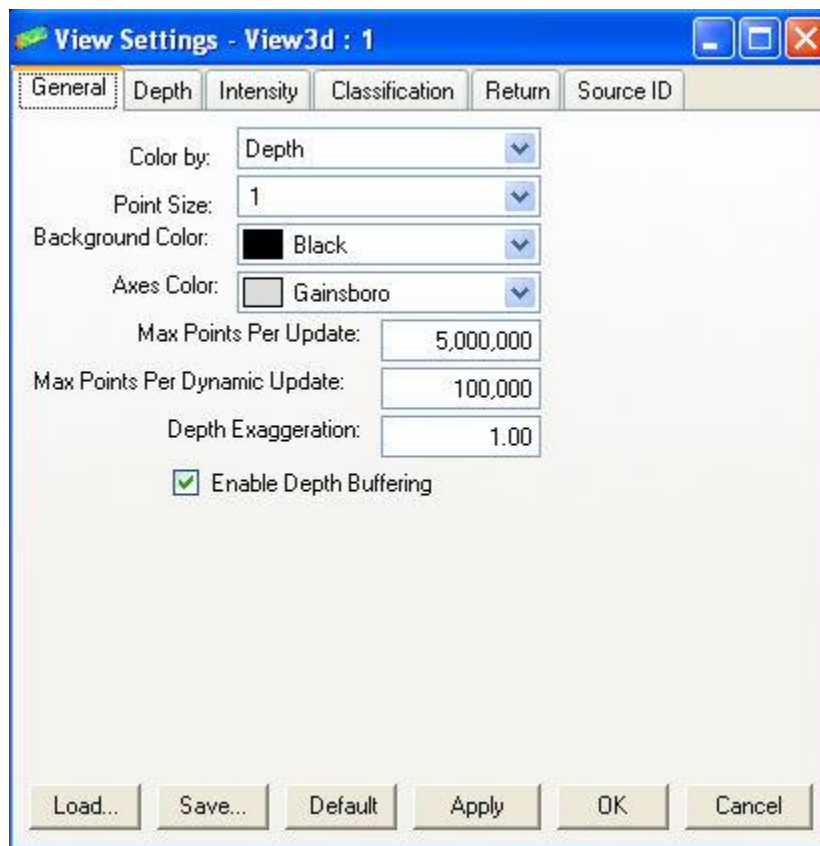 View Settings - View3d : 1
General Depth Intensity Classification Return Source ID
Color by: Depth
Point Size: 1
Background Color: Black
Axes Color: Gainsboro
Max Points Per Update: 5,000,000
Max Points Per Dynamic Update: 100,000
Depth Exaggeration: 1.00
Enable Depth Buffering
Load... Save... Default Apply OK Cancel